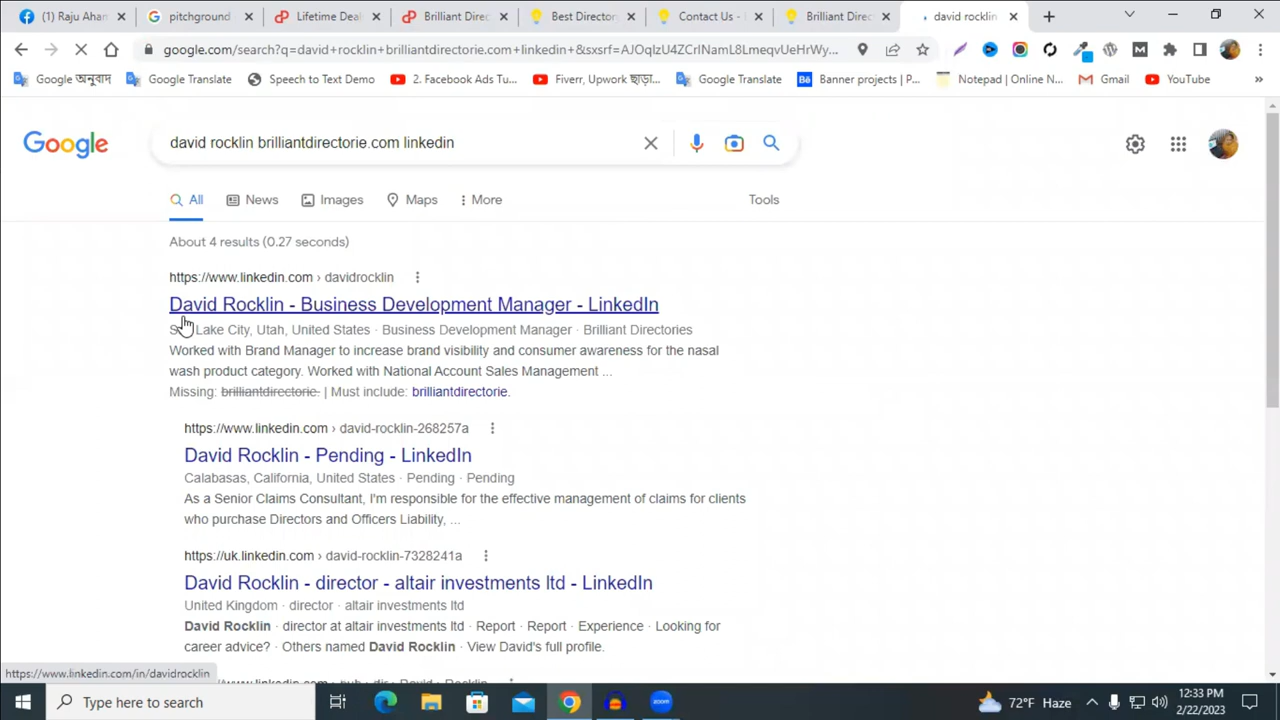 (1) Raju Aham
pitchground
Lifetime Deal
Brilliant Direc
Best Director
Contact Us -
Brilliant Direc
david rocklin
google.com/search?q=david+rocklin+brilliantdirectorie.com+linkedin+&sxsrf=AJOqlzU4ZCrlNamL8LmeqvUeHrWy...
Google অনুবাদ
Google Translate
Speech to Text Demo
2. Facebook Ads Tu...
Fiverr, Upwork ছাড়া...
Google Translate
Banner projects | P...
Notepad | Online N...
Gmail
YouTube
»
Google
david rocklin brilliantdirectorie.com linkedin
All
News
Images
Maps
More
Tools
About 4 results (0.27 seconds)
https://www.linkedin.com › davidrocklin
David Rocklin - Business Development Manager - LinkedIn
Lake City, Utah, United States · Business Development Manager · Brilliant Directories
Worked with Brand Manager to increase brand visibility and consumer awareness for the nasal
wash product category. Worked with National Account Sales Management ...
Missing: brilliantdirectorie. | Must include: brilliantdirectorie.
https://www.linkedin.com › david-rocklin-268257a
David Rocklin - Pending - LinkedIn
Calabasas, California, United States · Pending · Pending
As a Senior Claims Consultant, I'm responsible for the effective management of claims for clients
who purchase Directors and Officers Liability, ...
https://uk.linkedin.com › david-rocklin-7328241a
David Rocklin - director - altair investments ltd - LinkedIn
United Kingdom · director · altair investments ltd
David Rocklin · director at altair investments ltd · Report · Report · Experience · Looking for
career advice? · Others named David Rocklin · View David's full profile.
https://www.linkedin.com/in/davidrocklin
Type here to search
zoom
72°F Haze
12:33 PM
2/22/2023